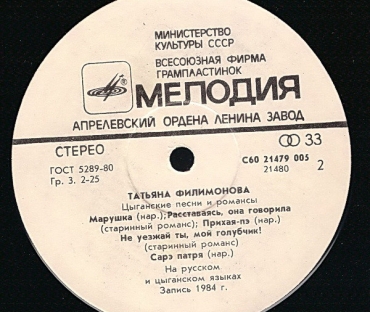 МИНИСТЕРСТВО
КУЛЬТУРЫ СССР
ВСЕСОЮЗНАЯ ФИРМА
ГРАМПЛАСТИНОК
МЕЛОДИЯ
АПРЕЛЕВСКИЙ ОРДЕНА ЛЕНИНА ЗАВОД
СТЕРЕО
33
ГОСТ 5289-80
Гр. 3. 2-25
С60 21479 005
21480
2
ТАТЬЯНА ФИЛИМОНОВА
Цыганские песни и романсы
Марушка (нар.); Расставаясь, она говорила
(старинный романс); Прихая-пэ (нар.)
Не уезжай ты, мой голубчик!
(старинный романс)
Сарэ патря (нар.)
На русском
и цыганском языках
Запись 1984 г.